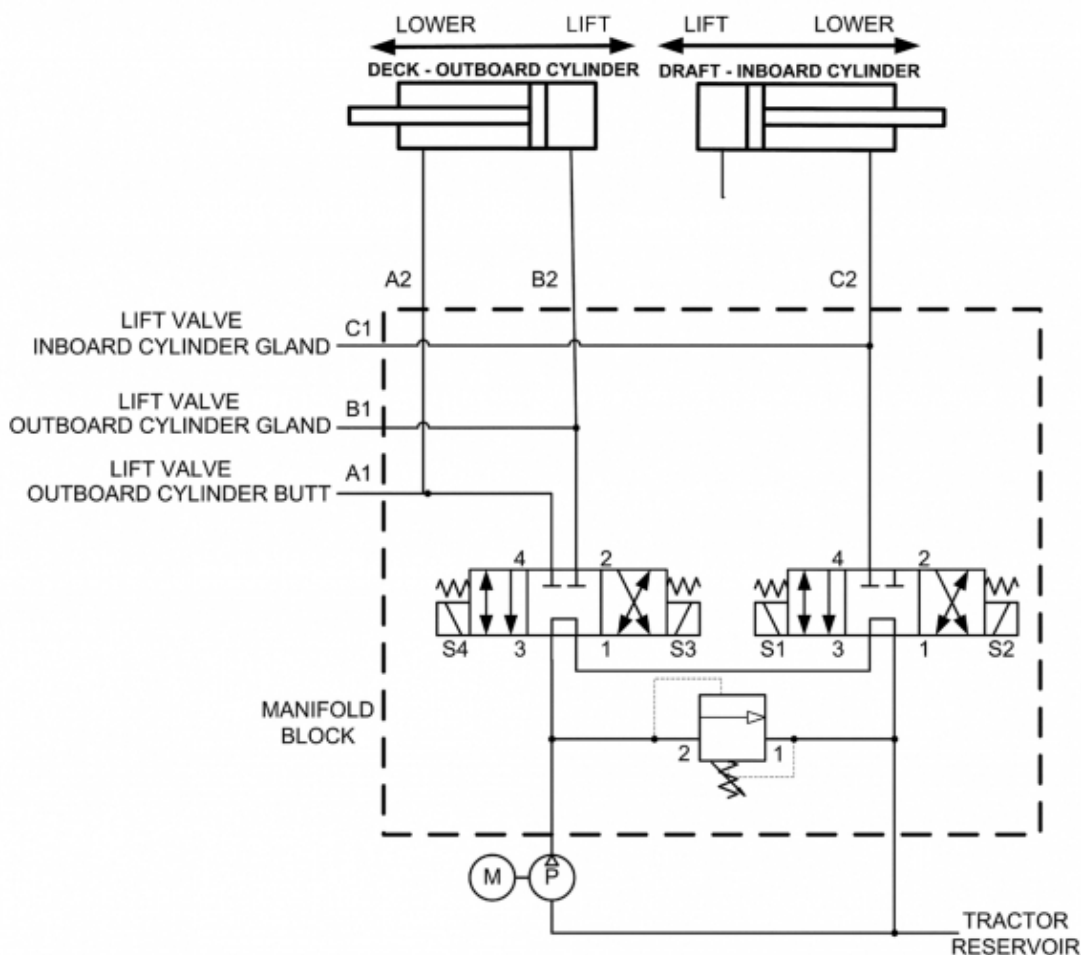 LOWER LIFT LIFT LOWER
DECK - OUTBOARD CYLINDER DRAFT - INBOARD CYLINDER
A2 B2 C2
LIFT VALVE
INBOARD CYLINDER GLAND
C1
LIFT VALVE
OUTBOARD CYLINDER GLAND
B1
LIFT VALVE
OUTBOARD CYLINDER BUTT
A1
4 2 4 2
S4 3 1 S3 S1 3 1 S2
MANIFOLD
BLOCK
2 1
M P
TRACTOR
RESERVOIR